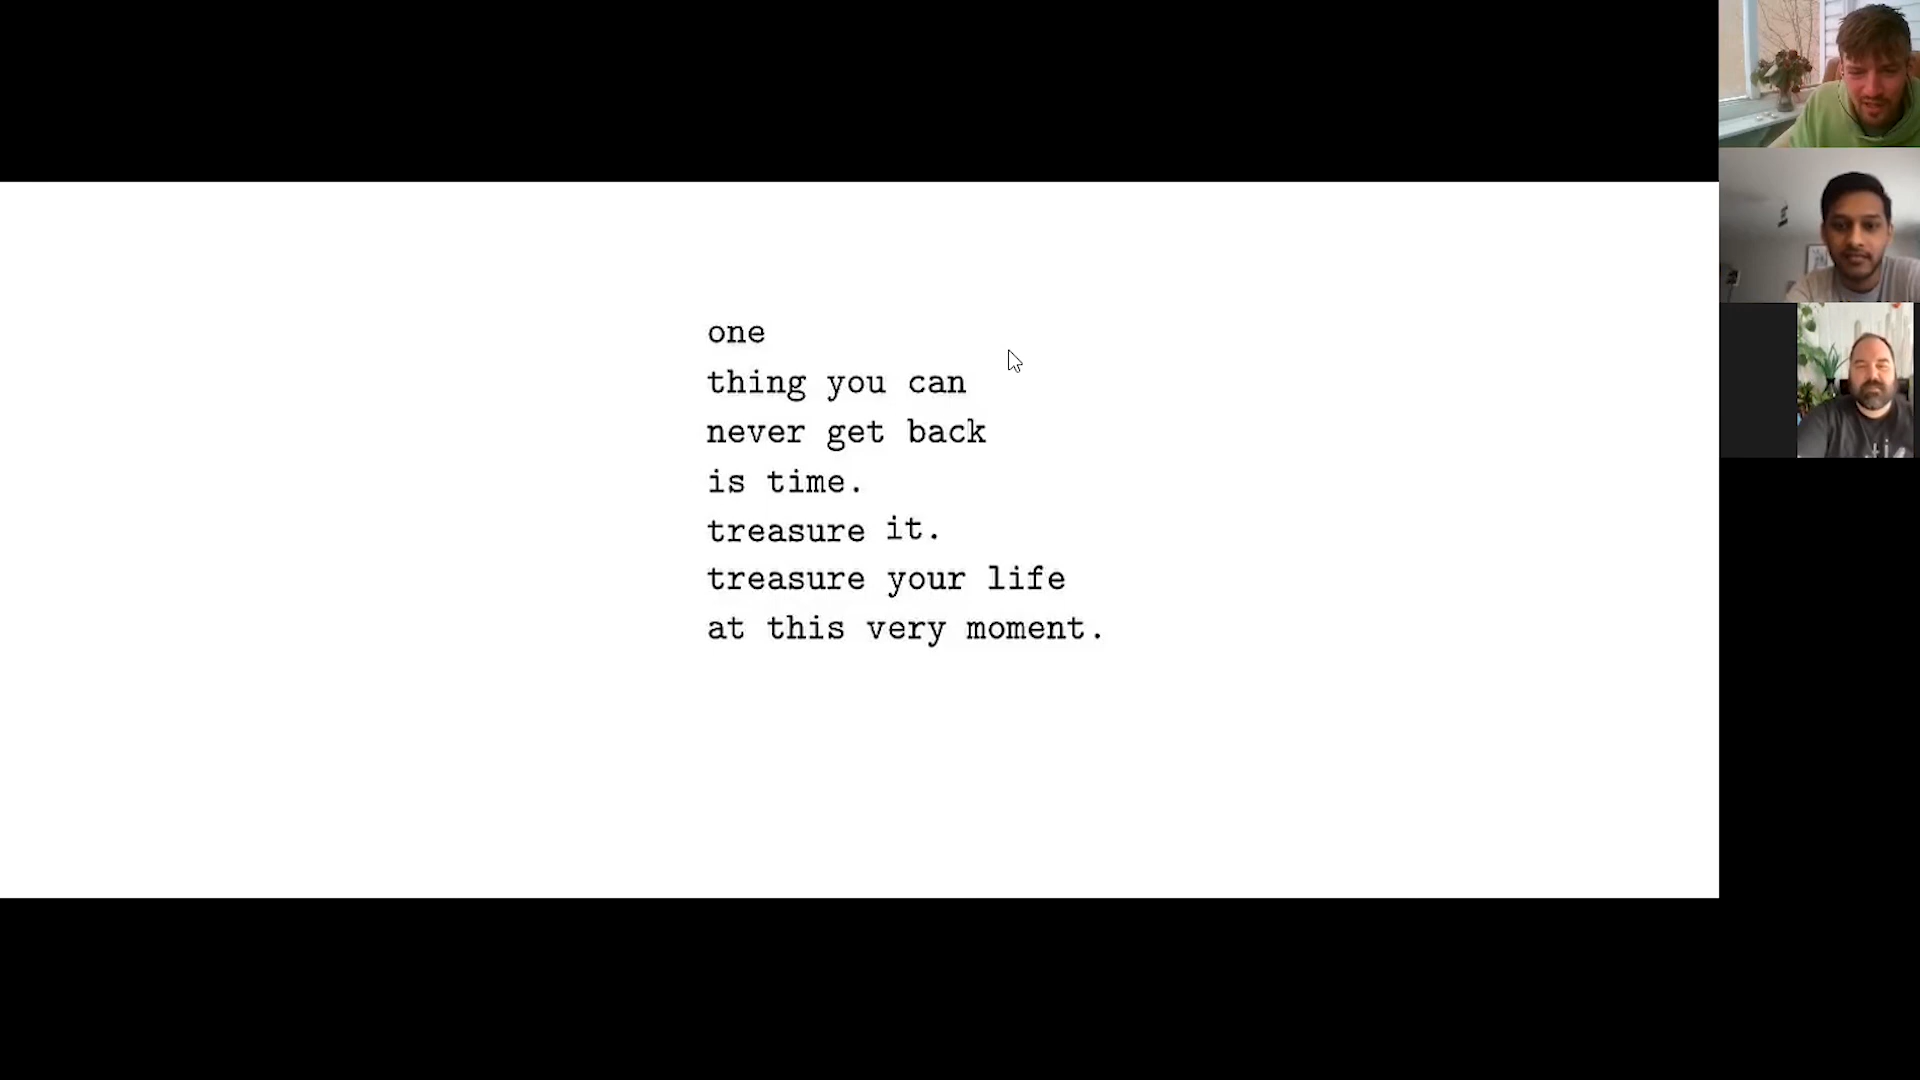 one
thing you can
never get back
is time.
treasure it.
treasure your life
at this very moment.